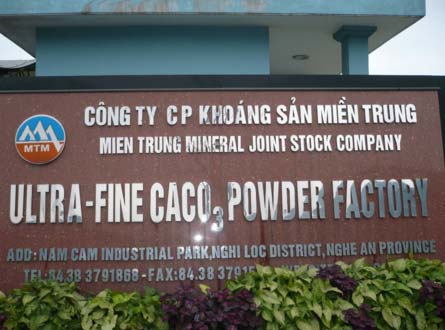 CÔNG TY CP KHOÁNG SẢN MIỀN TRUNG
MTM
MIEN TRUNG MINERAL JOINT STOCK COMPANY
ULTRA-FINE CACO3 POWDER FACTORY
ADD: NAM CAM INDUSTRIAL PARK,NGHI LOC DISTRICT,NGHE AN PROVINCE
TEL:84.38 3791868-FAX:84.38